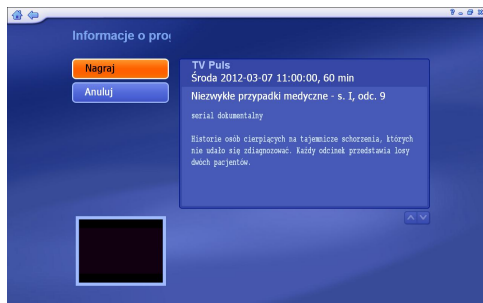 Informacje o prog
Nagraj
Anuluj
TV Puls
Środa 2012-03-07 11:00:00, 60 min
Niezwykłe przypadki medyczne - s. I, odc. 9
serial dokumentalny
Historie osób cierpiących na tajemnicze schorzenia, których
nie udało się zdiagnozować. Każdy odcinek przedstawia losy
dwóch pacjentów.